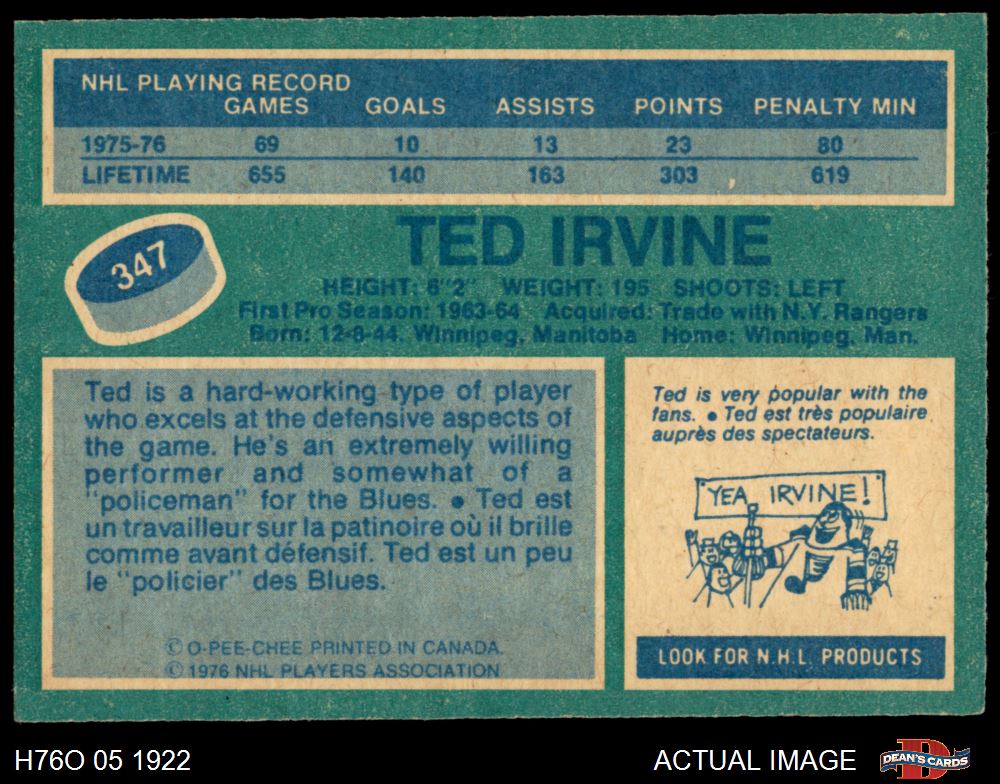 NHL PLAYING RECORD
GAMES GOALS ASSISTS POINTS PENALTY MIN
1975-76 69 10 13 23 80
LIFETIME 655 140 163 303 619
347
TED IRVINE
HEIGHT: 6"2" WEIGHT: 195 SHOOTS: LEFT
First Pro Season: 1963-64 Acquired: Trade with N.Y. Rangers
Born: 12-8-44, Winnipeg, Manitoba Home: Winnipeg, Man.
Ted is a hard-working type of player
who excels at the defensive aspects of
the game. He's an extremely willing
performer and somewhat of a
"policeman" for the Blues. ● Ted est
un travailleur sur la patinoire où il brille
comme avant défensif. Ted est un peu
le "policier" des Blues.
© O-PEE-CHEE PRINTED IN CANADA.
© 1976 NHL PLAYERS ASSOCIATION
Ted is very popular with the
fans. ● Ted est très populaire
auprès des spectateurs.
YEA IRVINE!
LOOK FOR N.H.L. PRODUCTS
H76O 05 1922
ACTUAL IMAGE
D
DEAN'S CARDS